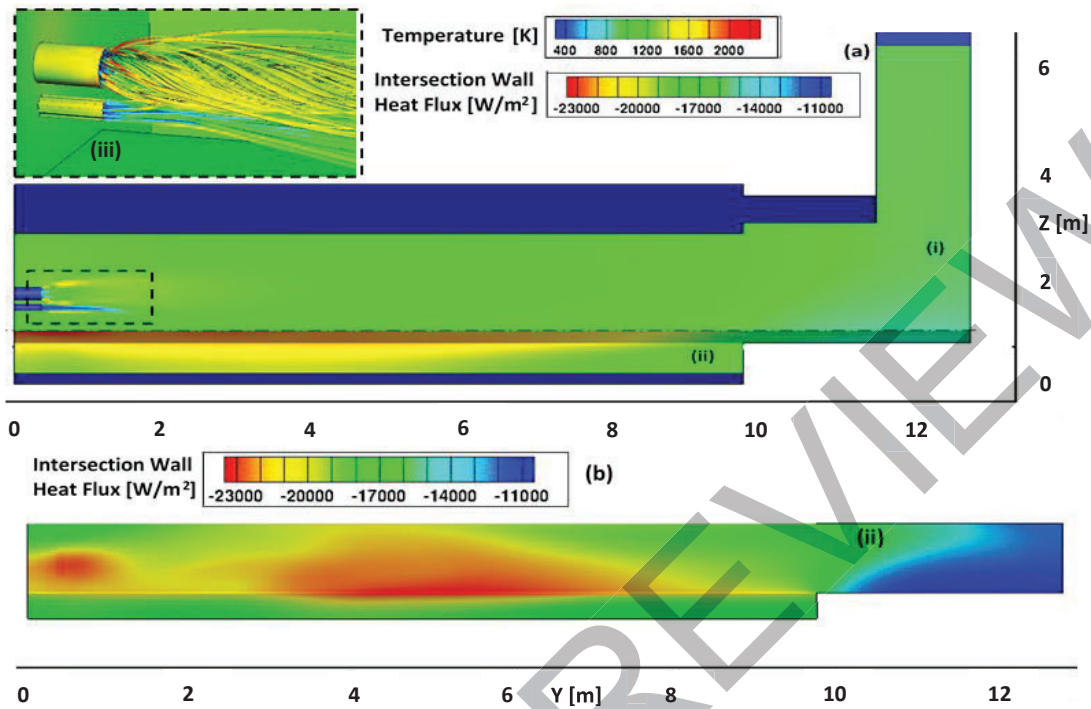 Temperature [K]
400 800 1200 1600 2000
(a)
Intersection Wall
Heat Flux [W/m²]
-23000 -20000 -17000 -14000 -11000
(iii)
6
4
Z [m]
(i)
2
(ii)
0
0 2 4 6 8 10 12
Intersection Wall
Heat Flux [W/m²]
-23000 -20000 -17000 -14000 -11000
(b)
(ii)
0 2 4 6 Y [m] 8 10 12
REVIEW